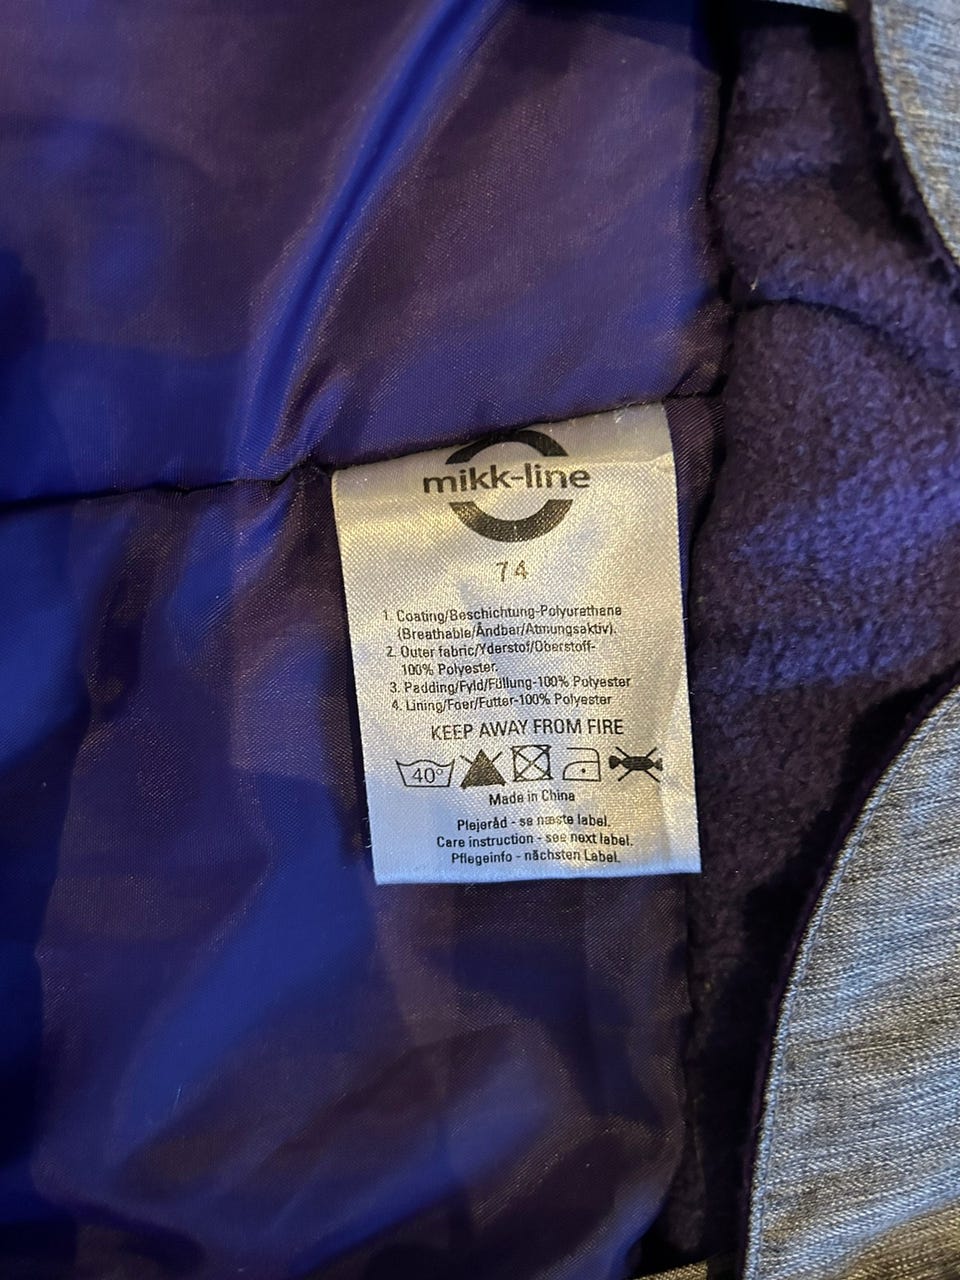 mikk-line
74
1. Coating/Beschichtung-Polyurethane
(Breathable/Åndbar/Atmungsaktiv).
2. Outer fabric/Yderstof/Oberstoff-
100% Polyester.
3. Padding/Fyld/Füllung-100% Polyester
4. Lining/Foer/Futter-100% Polyester
KEEP AWAY FROM FIRE
40°
Made in China
Plejeråd - se næste label.
Care instruction - see next label.
Pflegeinfo - nächsten Label.